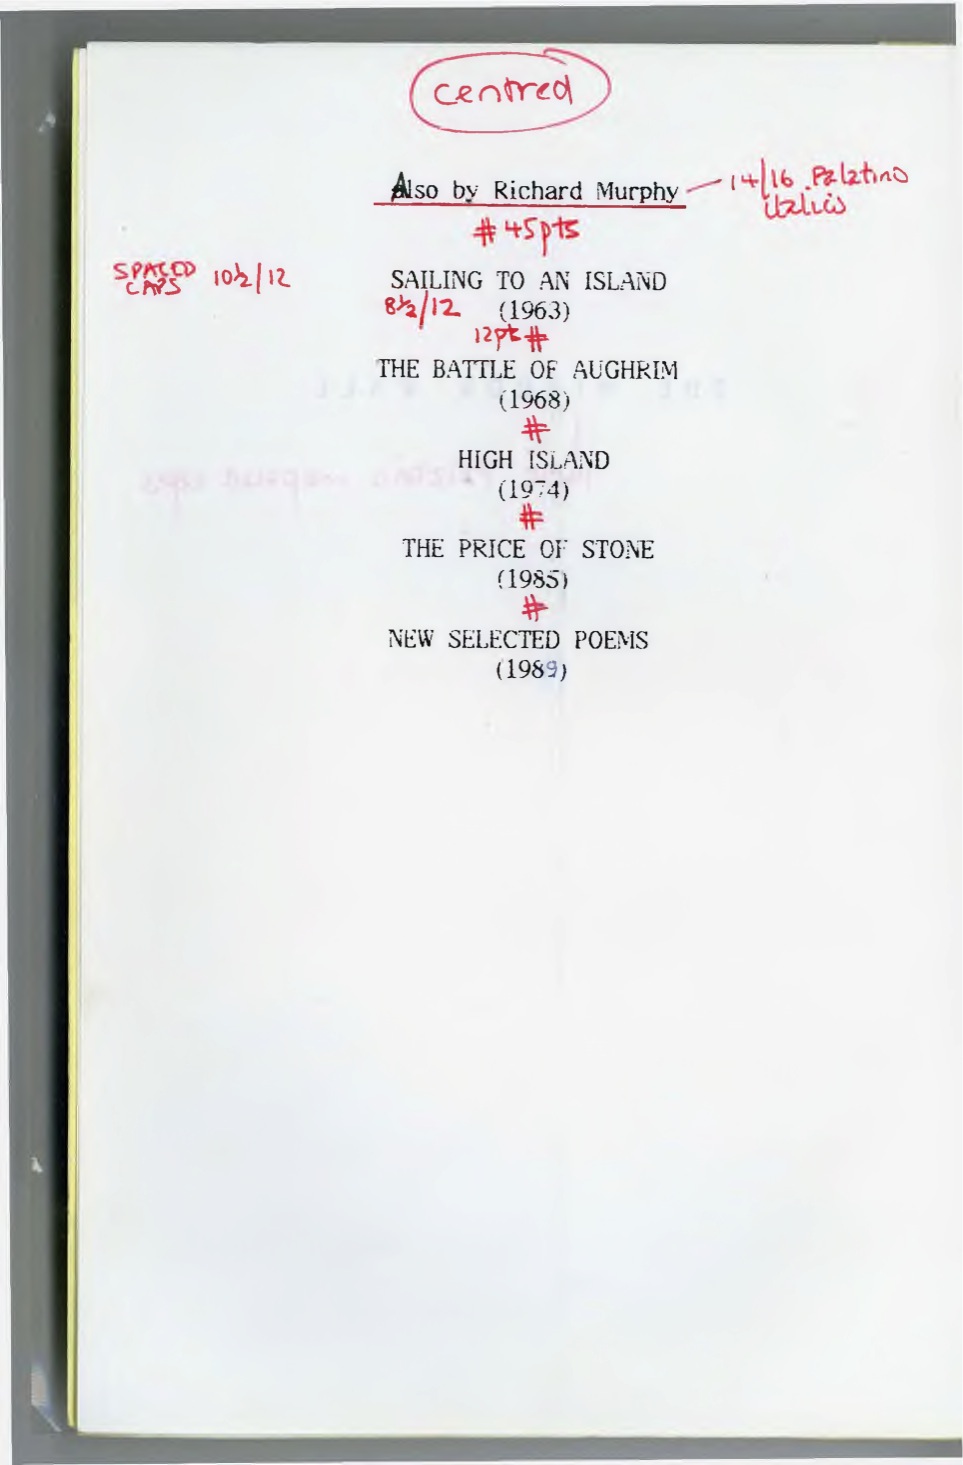 centred
Also by Richard Murphy — 14/16 Palatino
italics
# 45pts
SPACED CAPS 10½/12 SAILING TO AN ISLAND
8½/12 (1963)
12pt #
THE BATTLE OF AUGHRIM
(1968)
#
HIGH ISLAND
(1974)
#
THE PRICE OF STONE
(1985)
#
NEW SELECTED POEMS
(1989)